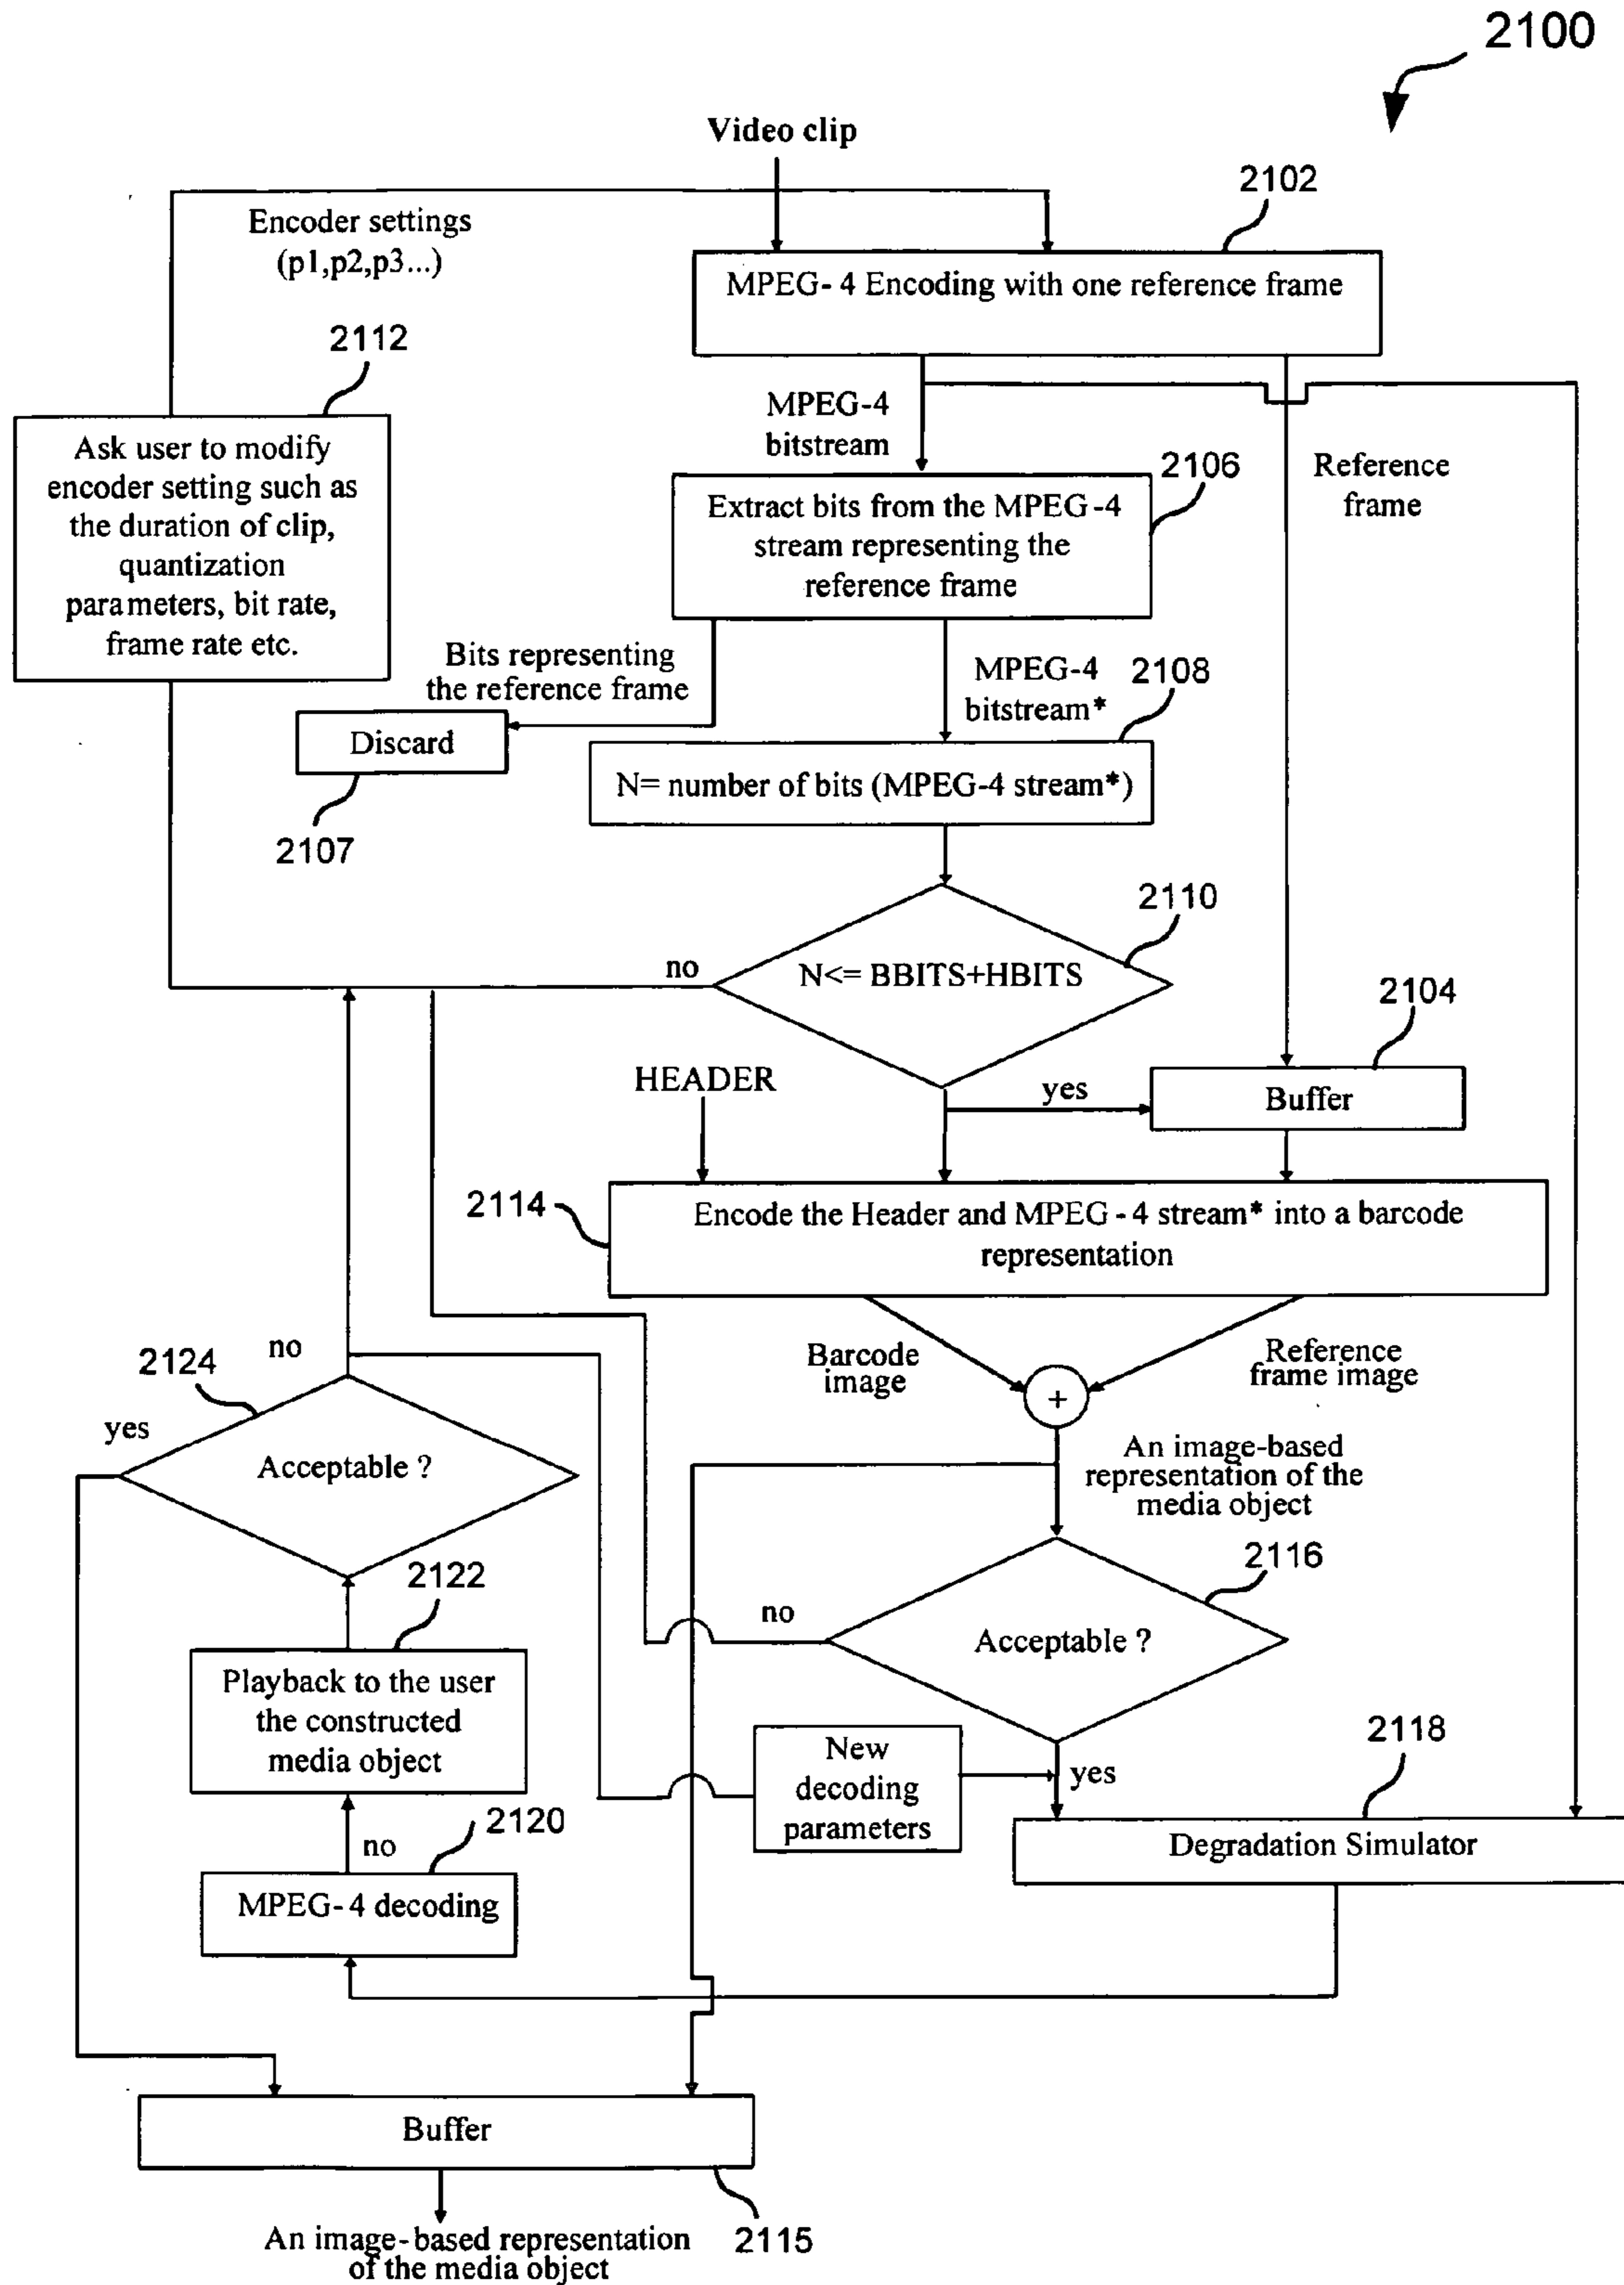 2100
Video clip
2102
Encoder settings
(p1,p2,p3...)
MPEG- 4 Encoding with one reference frame
2112
MPEG-4
bitstream
Ask user to modify
encoder setting such as
the duration of clip,
quantization
parameters, bit rate,
frame rate etc.
2106
Reference
frame
Extract bits from the MPEG -4
stream representing the
reference frame
Bits representing
the reference frame
MPEG-4
bitstream*
2108
Discard
N= number of bits (MPEG-4 stream*)
2107
2110
no
N<= BBITS+HBITS
2104
HEADER
yes
Buffer
2114
Encode the Header and MPEG - 4 stream* into a barcode
representation
no
2124
Barcode
image
Reference
frame image
+
yes
Acceptable ?
An image-based
representation of the
media object
2116
2122
no
Acceptable ?
Playback to the user
the constructed
media object
New
decoding
parameters
yes
2118
2120
no
Degradation Simulator
MPEG- 4 decoding
Buffer
An image-based representation
of the media object
2115